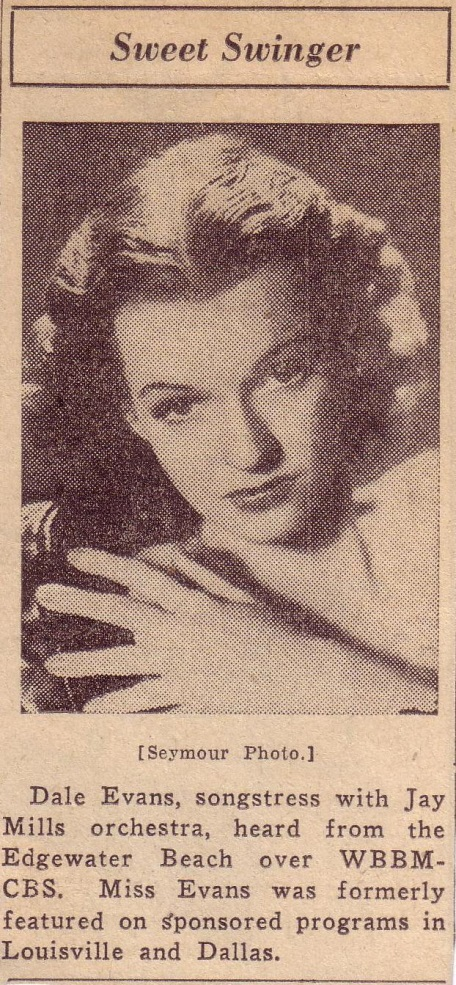 Sweet Swinger
[Seymour Photo.]
Dale Evans, songstress with Jay
Mills orchestra, heard from the
Edgewater Beach over WBBM-
CBS. Miss Evans was formerly
featured on sponsored programs in
Louisville and Dallas.